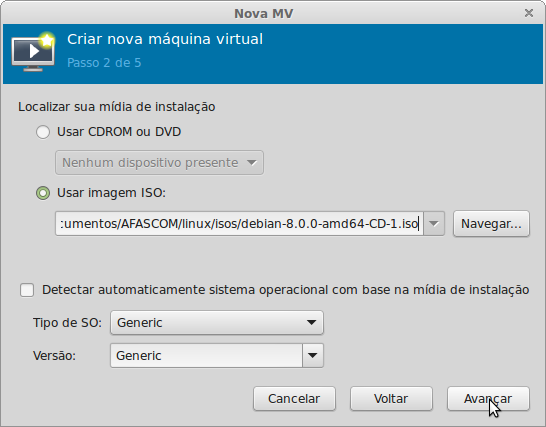 Nova MV
Criar nova máquina virtual
Passo 2 de 5
Localizar sua mídia de instalação
Usar CDROM ou DVD
Nenhum dispositivo presente
Usar imagem ISO:
:umentos/AFASCOM/linux/isos/debian-8.0.0-amd64-CD-1.iso
Navegar...
Detectar automaticamente sistema operacional com base na mídia de instalação
Tipo de SO:
Generic
Versão:
Generic
Cancelar
Voltar
Avançar